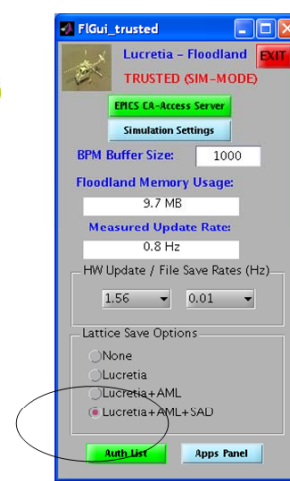 FlGui_trusted
Lucretia - Floodland EXIT
TRUSTED (SIM-MODE)
EPICS CA-Access Server
Simulation Settings
BPM Buffer Size: 1000
Floodland Memory Usage:
9.7 MB
Measured Update Rate:
0.8 Hz
HW Update / File Save Rates (Hz)
1.56 0.01
Lattice Save Options
None
Lucretia
Lucretia+AML
Lucretia+AML+SAD
Auth List Apps Panel